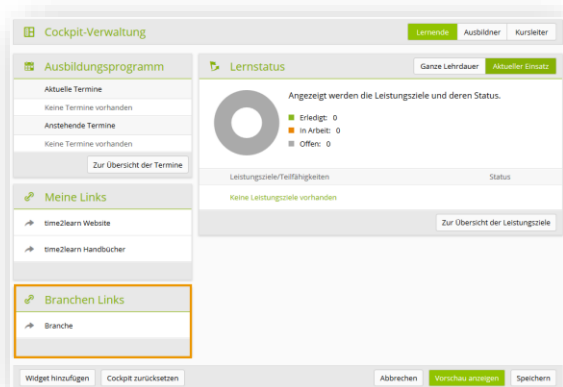 Cockpit-Verwaltung
Lernende Ausbildner Kursleiter
Ausbildungsprogramm
Aktuelle Termine
Keine Termine vorhanden
Anstehende Termine
Keine Termine vorhanden
Zur Übersicht der Termine
Meine Links
time2learn Website
time2learn Handbücher
Branchen Links
Branche
Lernstatus
Ganze Lehrdauer Aktueller Einsatz
Angezeigt werden die Leistungsziele und deren Status.
Erledigt: 0
In Arbeit: 0
Offen: 0
Leistungsziele/Teilfähigkeiten Status
Keine Leistungsziele vorhanden
Zur Übersicht der Leistungsziele
Widget hinzufügen Cockpit zurücksetzen Abbrechen Vorschau anzeigen Speichern